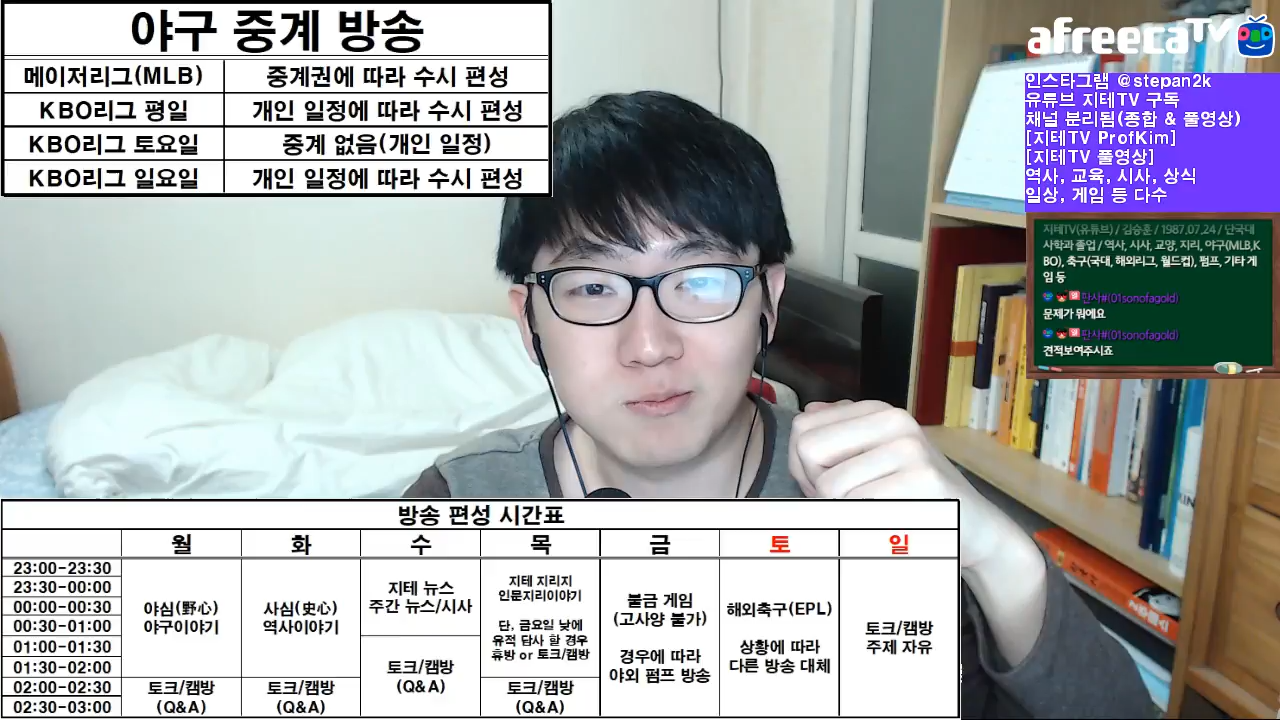 야구 중계 방송
메이저리그(MLB) 중계권에 따라 수시 편성
KBO리그 평일 개인 일정에 따라 수시 편성
KBO리그 토요일 중계 없음(개인 일정)
KBO리그 일요일 개인 일정에 따라 수시 편성
afreecaTV
인스타그램 @stepan2k
유튜브 지테TV 구독
채널 분리됨(종합 & 풀영상)
[지테TV ProfKim]
[지테TV 풀영상]
역사, 교육, 시사, 상식
일상, 게임 등 다수
지테TV(유튜브) / 김승훈 / 1987.07.24 / 단국대
사학과 졸업 / 역사, 시사, 교양, 지리, 야구(MLB,K
BO), 축구(국대, 해외리그, 월드컵), 펌프, 기타 게
임 등
판사#(01sonofagold)
문제가 뭐에요
판사#(01sonofagold)
견적보여주시죠
방송 편성 시간표
월 화 수 목 금 토 일
23:00-23:30
23:30-00:00
00:00-00:30
00:30-01:00
01:00-01:30
01:30-02:00
02:00-02:30
02:30-03:00
야심(野心)
야구이야기
토크/캠방
(Q&A)
사심(史心)
역사이야기
토크/캠방
(Q&A)
지테 뉴스
주간 뉴스/시사
토크/캠방
(Q&A)
지테 지리지
인문지리이야기
단, 금요일 낮에
유적 답사 할 경우
휴방 or 토크/캠방
토크/캠방
(Q&A)
불금 게임
(고사양 불가)
경우에 따라
야외 펌프 방송
해외축구(EPL)
상황에 따라
다른 방송 대체
토크/캠방
주제 자유